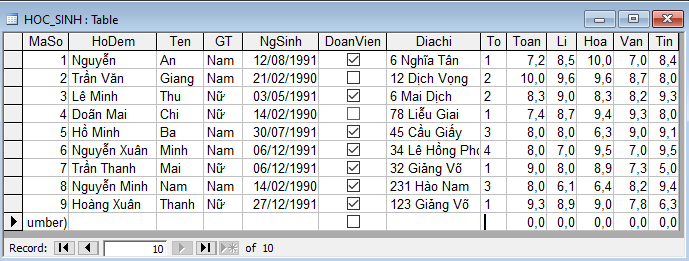 HOC_SINH : Table
MaSo HoDem Ten GT NgSinh DoanVien Diachi To Toan Li Hoa Van Tin
1 Nguyễn An Nam 12/08/1991 6 Nghĩa Tân 1 7,2 8,5 10,0 7,0 8,4
2 Trần Văn Giang Nam 21/02/1990 12 Dịch Vọng 2 10,0 9,6 9,6 8,7 8,0
3 Lê Minh Thu Nữ 03/05/1991 6 Mai Dịch 2 8,3 9,0 8,3 8,2 9,3
4 Doãn Mai Chi Nữ 14/02/1990 78 Liễu Giai 1 7,4 8,7 9,4 8,3 9,0
5 Hồ Minh Ba Nam 30/07/1991 45 Cầu Giấy 3 8,0 8,0 6,3 9,0 9,1
6 Nguyễn Xuân Minh Nam 06/12/1991 34 Lê Hồng Pho 4 8,0 7,0 9,5 7,0 9,5
7 Trần Thanh Mai Nữ 06/12/1991 32 Giảng Võ 1 9,0 8,0 8,9 7,3 5,0
8 Nguyễn Minh Nam Nam 14/02/1990 231 Hào Nam 3 8,0 6,1 6,4 8,2 9,4
9 Hoàng Xuân Thanh Nữ 27/12/1991 123 Giảng Võ 1 9,3 8,9 9,0 7,8 6,3
umber) 0,0 0,0 0,0 0,0 0,0
Record: 10 of 10